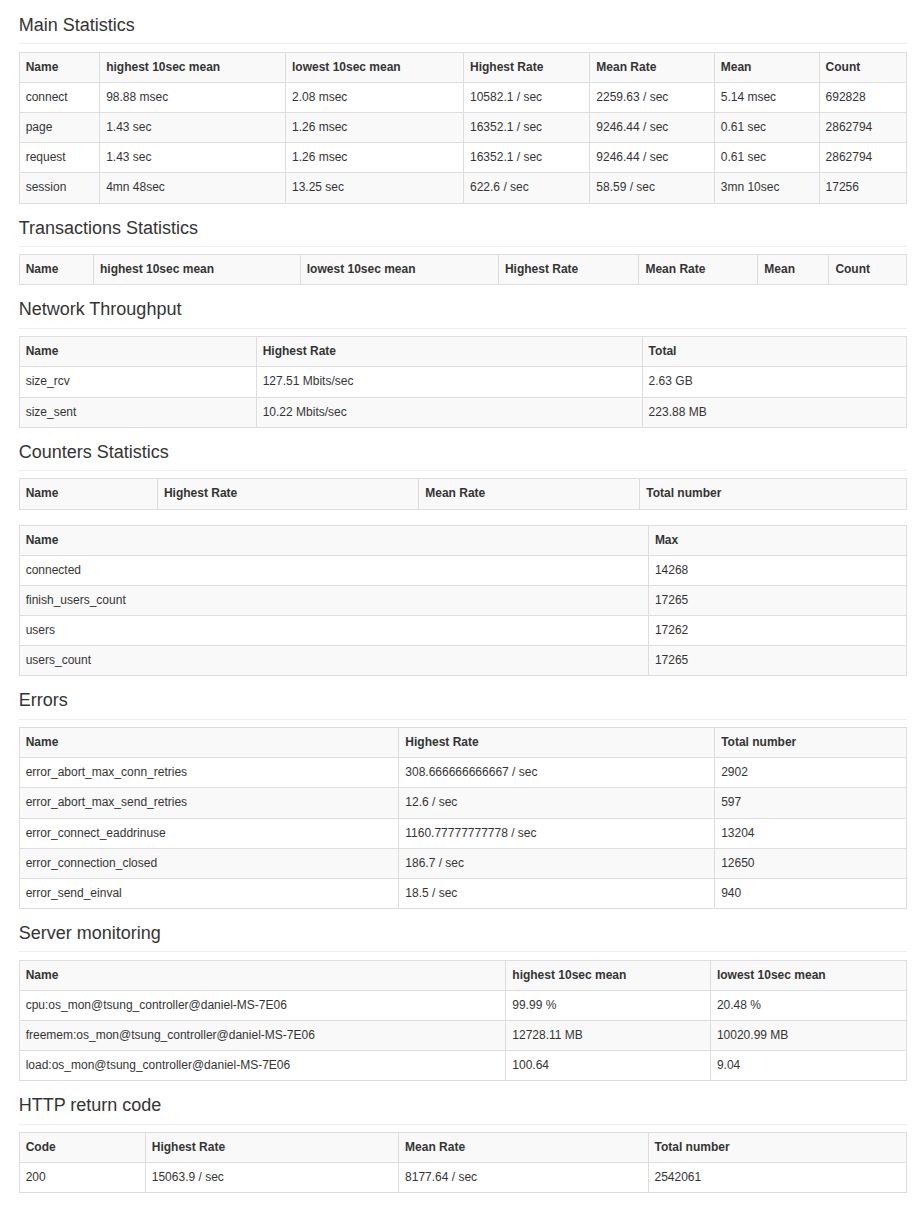 Main Statistics
Name highest 10sec mean lowest 10sec mean Highest Rate Mean Rate Mean Count
connect 98.88 msec 2.08 msec 10582.1 / sec 2259.63 / sec 5.14 msec 692828
page 1.43 sec 1.26 msec 16352.1 / sec 9246.44 / sec 0.61 sec 2862794
request 1.43 sec 1.26 msec 16352.1 / sec 9246.44 / sec 0.61 sec 2862794
session 4mn 48sec 13.25 sec 622.6 / sec 58.59 / sec 3mn 10sec 17256
Transactions Statistics
Name highest 10sec mean lowest 10sec mean Highest Rate Mean Rate Mean Count
Network Throughput
Name Highest Rate Total
size_rcv 127.51 Mbits/sec 2.63 GB
size_sent 10.22 Mbits/sec 223.88 MB
Counters Statistics
Name Highest Rate Mean Rate Total number
Name Max
connected 14268
finish_users_count 17265
users 17262
users_count 17265
Errors
Name Highest Rate Total number
error_abort_max_conn_retries 308.666666666667 / sec 2902
error_abort_max_send_retries 12.6 / sec 597
error_connect_eaddrinuse 1160.77777777778 / sec 13204
error_connection_closed 186.7 / sec 12650
error_send_einval 18.5 / sec 940
Server monitoring
Name highest 10sec mean lowest 10sec mean
cpu:os_mon@tsung_controller@daniel-MS-7E06 99.99 % 20.48 %
freemem:os_mon@tsung_controller@daniel-MS-7E06 12728.11 MB 10020.99 MB
load:os_mon@tsung_controller@daniel-MS-7E06 100.64 9.04
HTTP return code
Code Highest Rate Mean Rate Total number
200 15063.9 / sec 8177.64 / sec 2542061